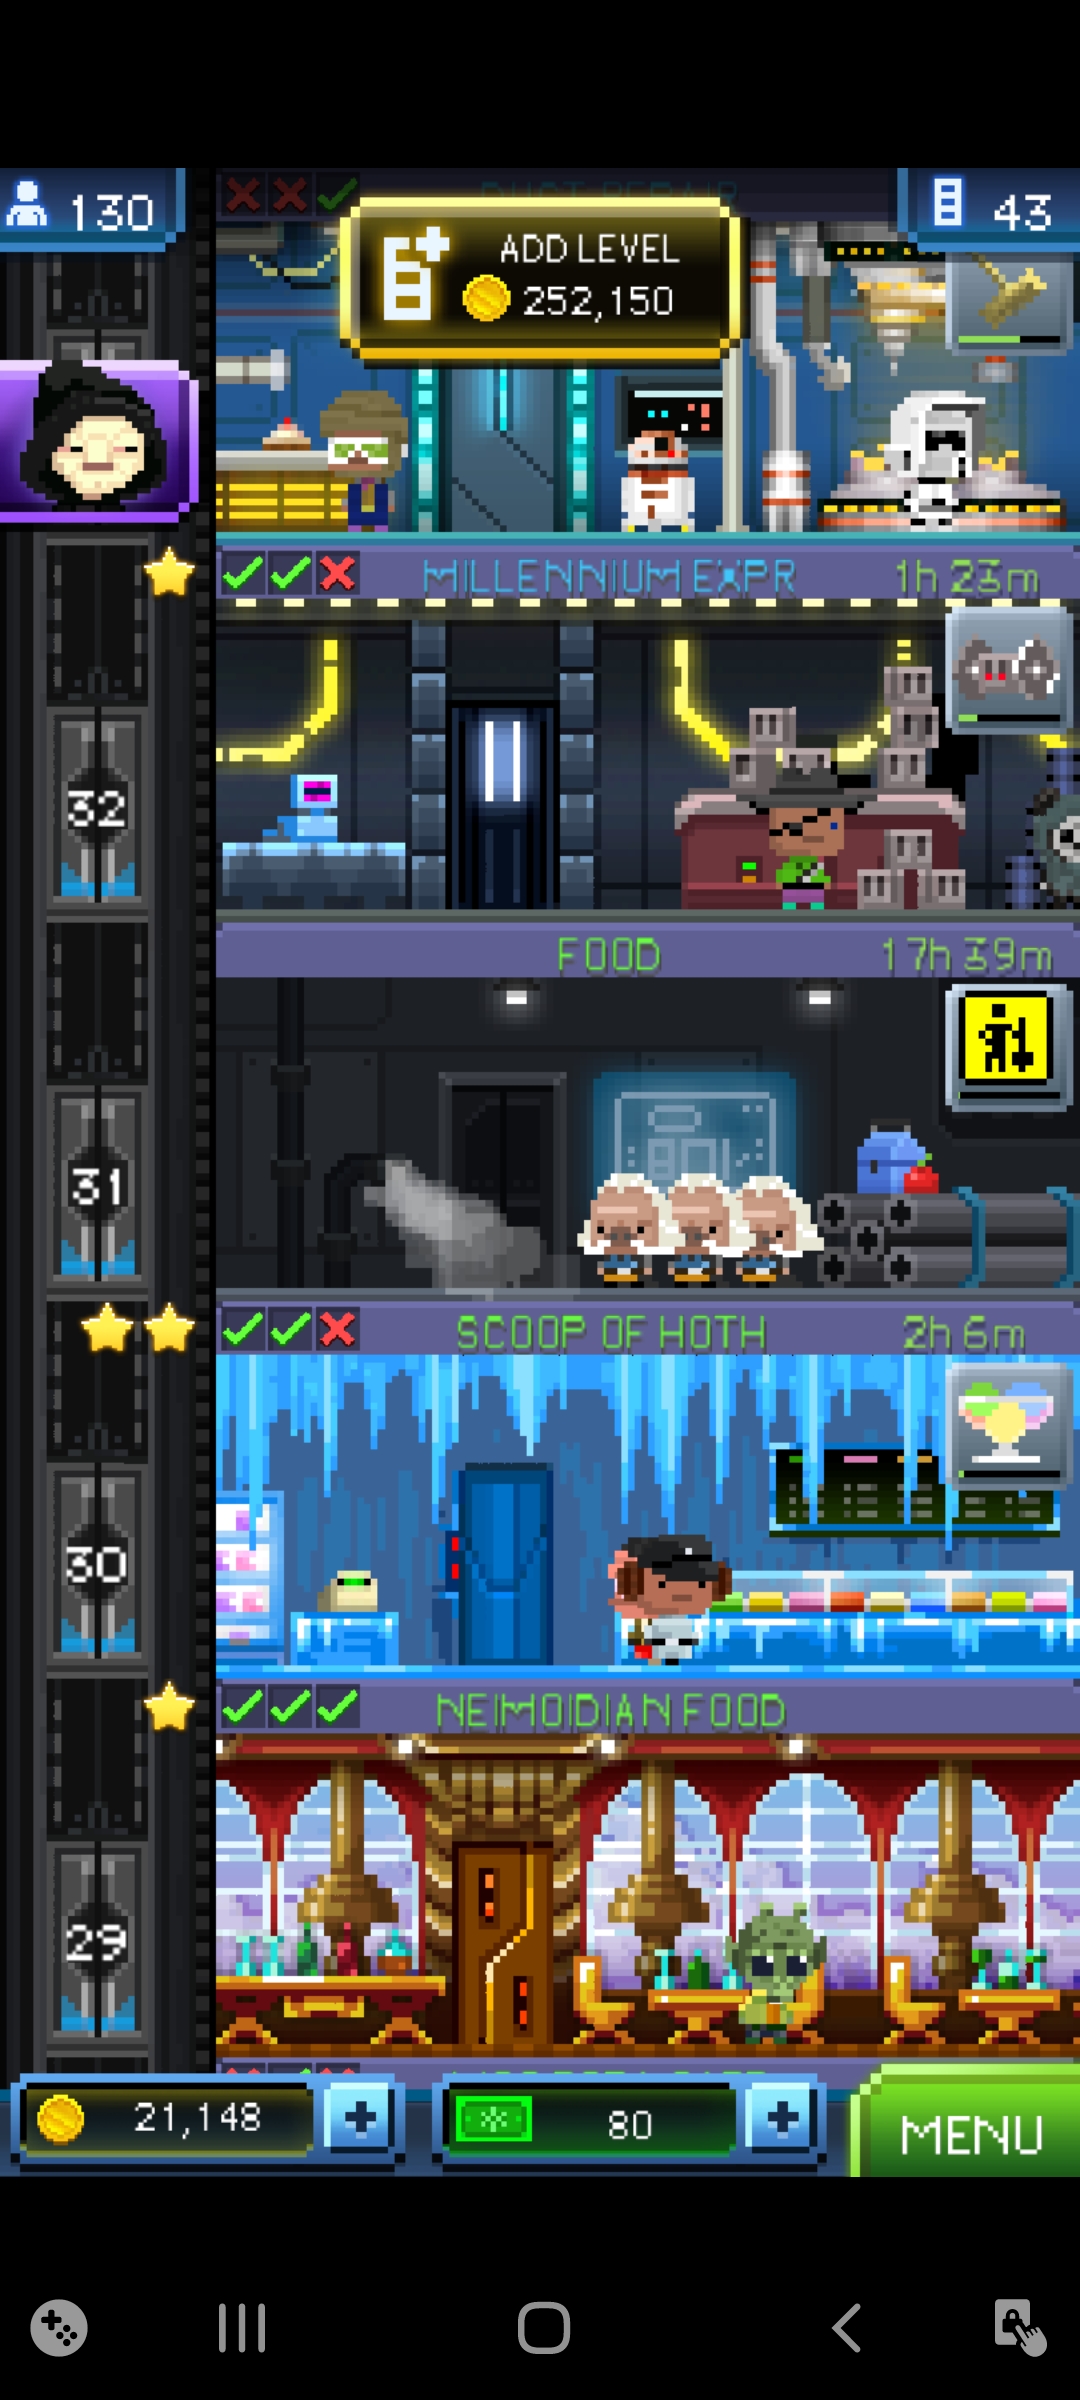 130
43
ADD LEVEL
252,150
MILLENNIUM EXPR
1h 23m
32
FOOD
17h 39m
31
SCOOP OF HOTH
2h 6m
30
NEIMOIDIAN FOOD
29
21,148
80
MENU